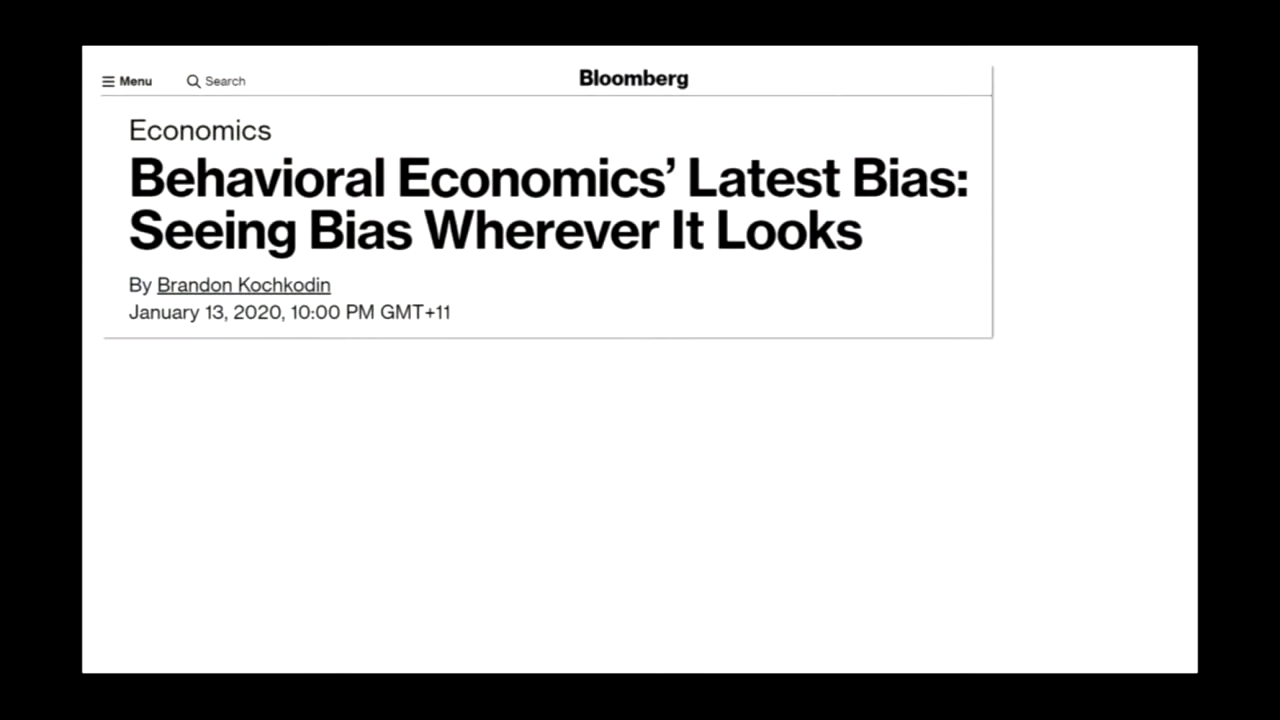 Menu
Search
Bloomberg
Economics
Behavioral Economics’ Latest Bias:
Seeing Bias Wherever It Looks
By Brandon Kochkodin
January 13, 2020, 10:00 PM GMT+11